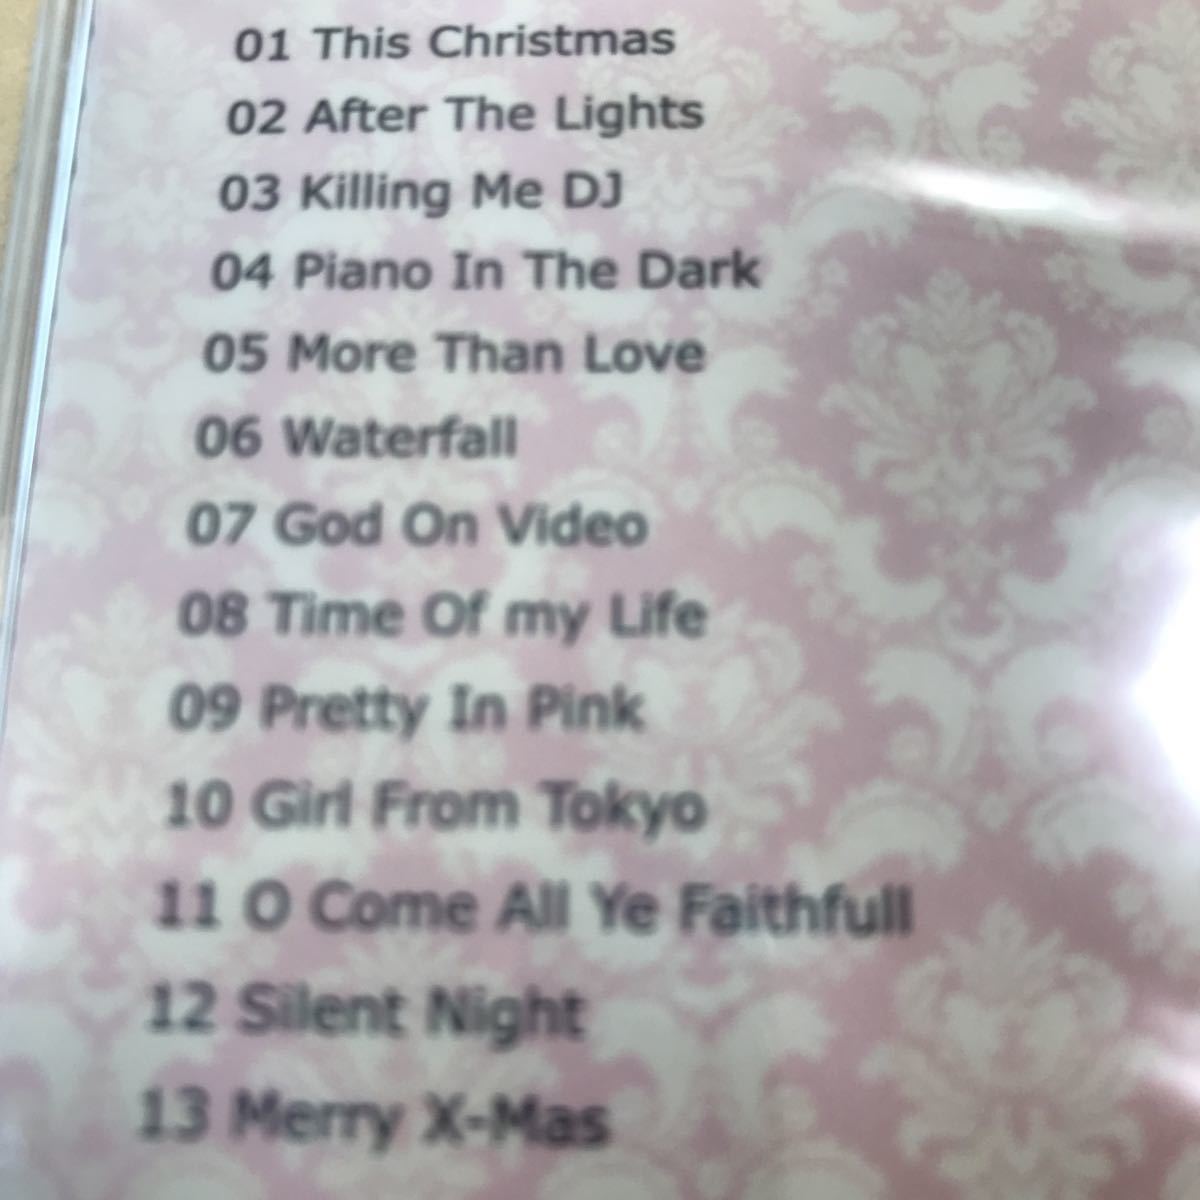 01 This Christmas
02 After The Lights
03 Killing Me DJ
04 Piano In The Dark
05 More Than Love
06 Waterfall
07 God On Video
08 Time Of my Life
09 Pretty In Pink
10 Girl From Tokyo
11 O Come All Ye Faithfull
12 Silent Night
13 Merry X-Mas